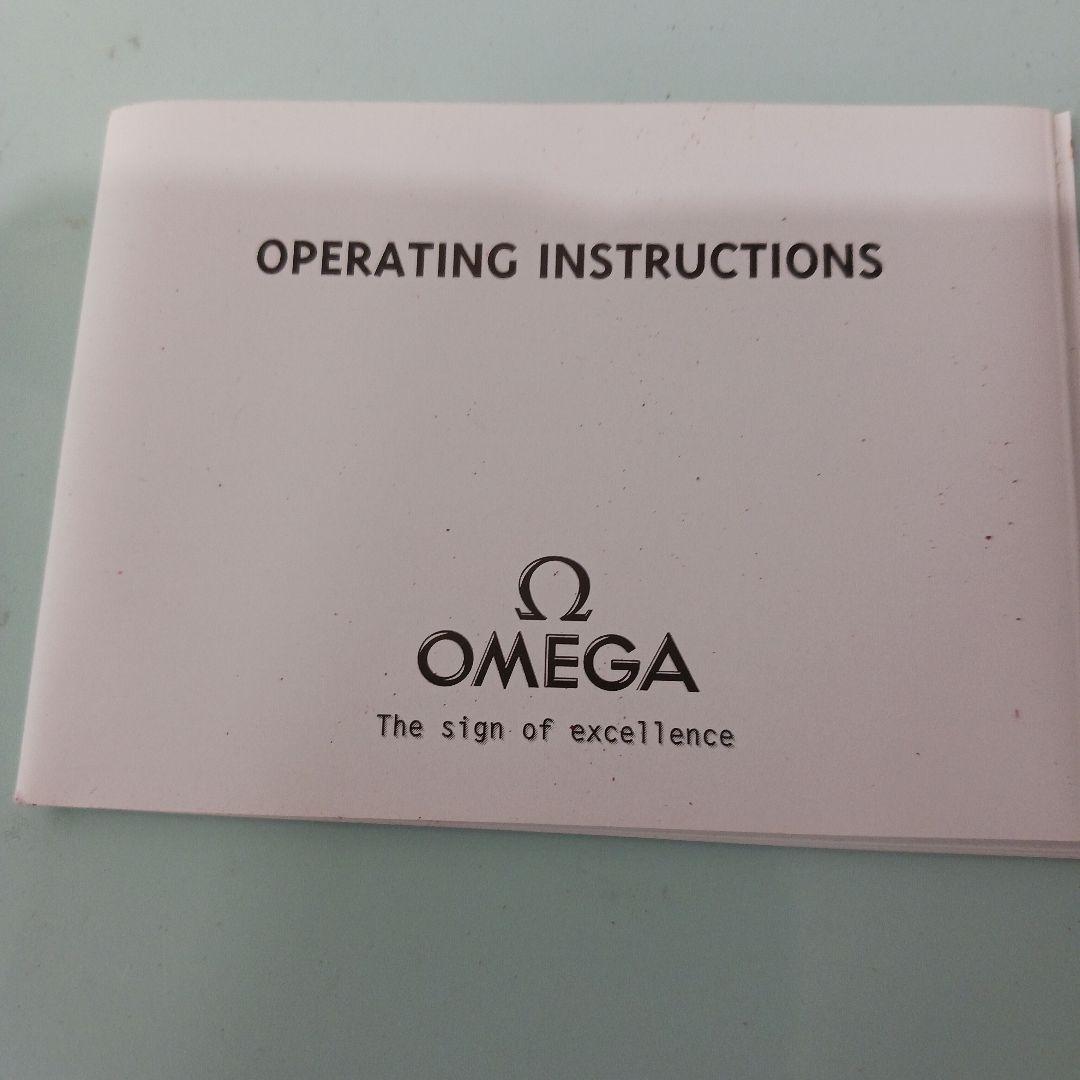 OPERATING INSTRUCTIONS
Ω
OMEGA
The sign of excellence